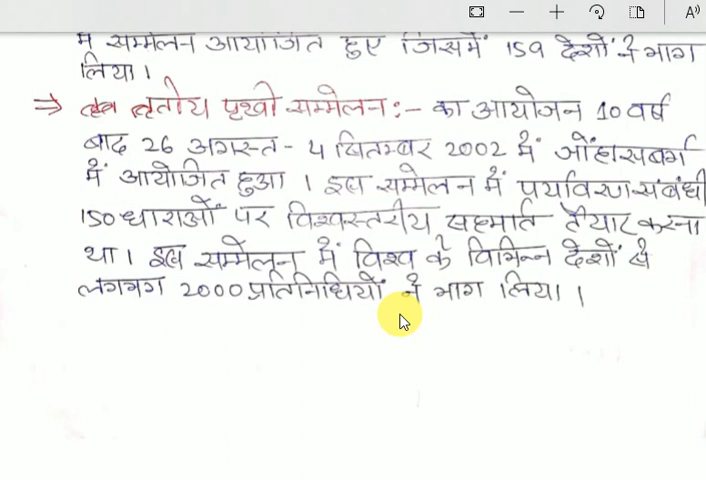 में सम्मेलन आयोजित हुए जिसमें 159 देशों ने भाग
लिया।
⇒ तृतीय पृथ्वी सम्मेलन:- का आयोजन 10 वर्ष
बाद 26 अगस्त - 4 सितम्बर 2002 में जोंहासबर्ग
में आयोजित हुआ। इस सम्मेलन में पर्यावरण संबंधी
150 धाराओं पर विश्वस्तरीय सहमति तैयार करना
था। इस सम्मेलन में विश्व के विभिन्न देशों से
लगभग 2000 प्रतिनिधियों ने भाग लिया।